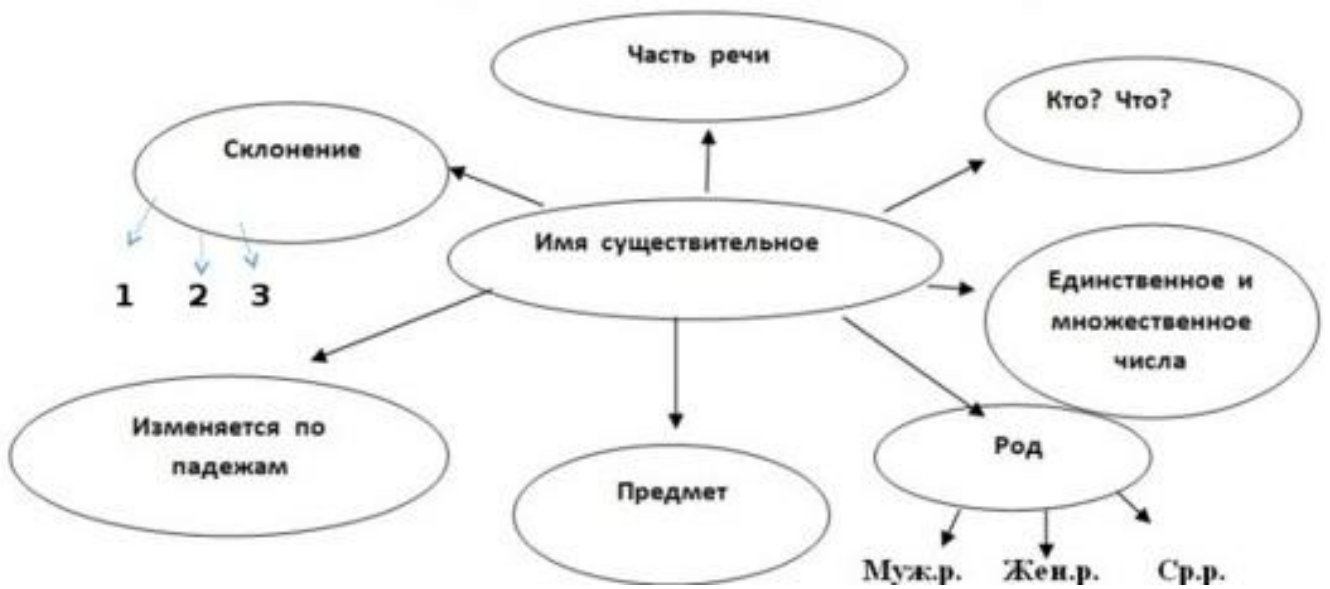 Часть речи
Кто? Что?
Склонение
Имя существительное
1 2 3
Единственное и
множественное
числа
Изменяется по
падежам
Предмет
Род
Муж.р. Жен.р. Ср.р.